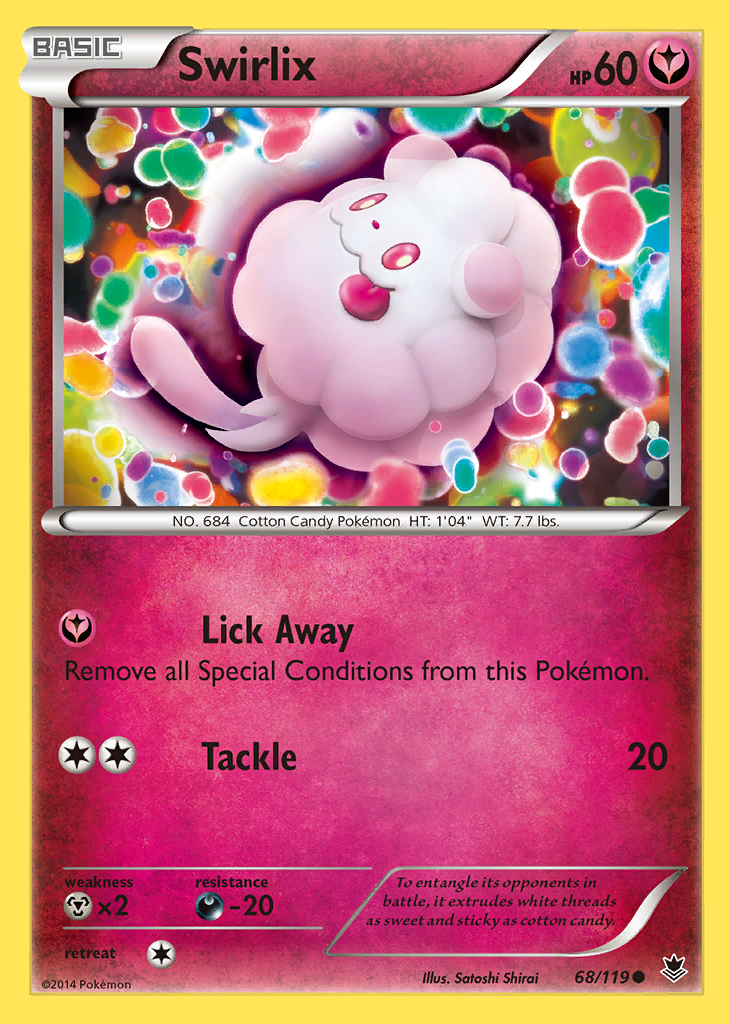 BASIC
Swirlix
HP60
NO. 684 Cotton Candy Pokémon HT: 1'04" WT: 7.7 lbs.
Lick Away
Remove all Special Conditions from this Pokémon.
Tackle 20
weakness resistance
×2 -20
To entangle its opponents in
battle, it extrudes white threads
as sweet and sticky as cotton candy.
retreat
©2014 Pokémon Illus. Satoshi Shirai 68/119